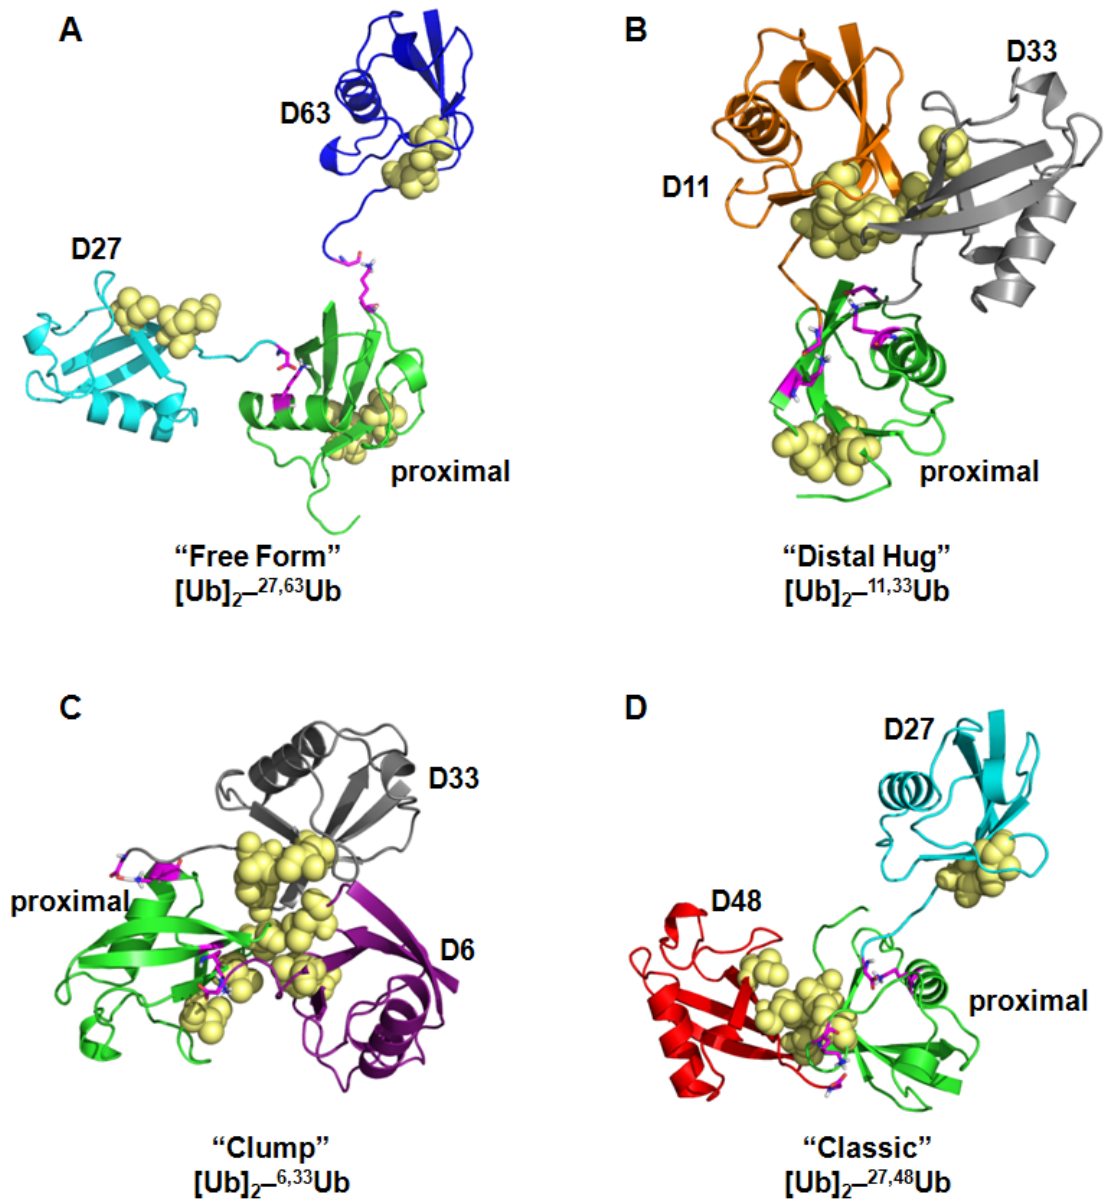 A
D63
D27
proximal
“Free Form”
[Ub]₂–²⁷,⁶³Ub
B
D33
D11
proximal
“Distal Hug”
[Ub]₂–¹¹,³³Ub
C
D33
proximal
D6
“Clump”
[Ub]₂–⁶,³³Ub
D
D27
D48
proximal
“Classic”
[Ub]₂–²⁷,⁴⁸Ub